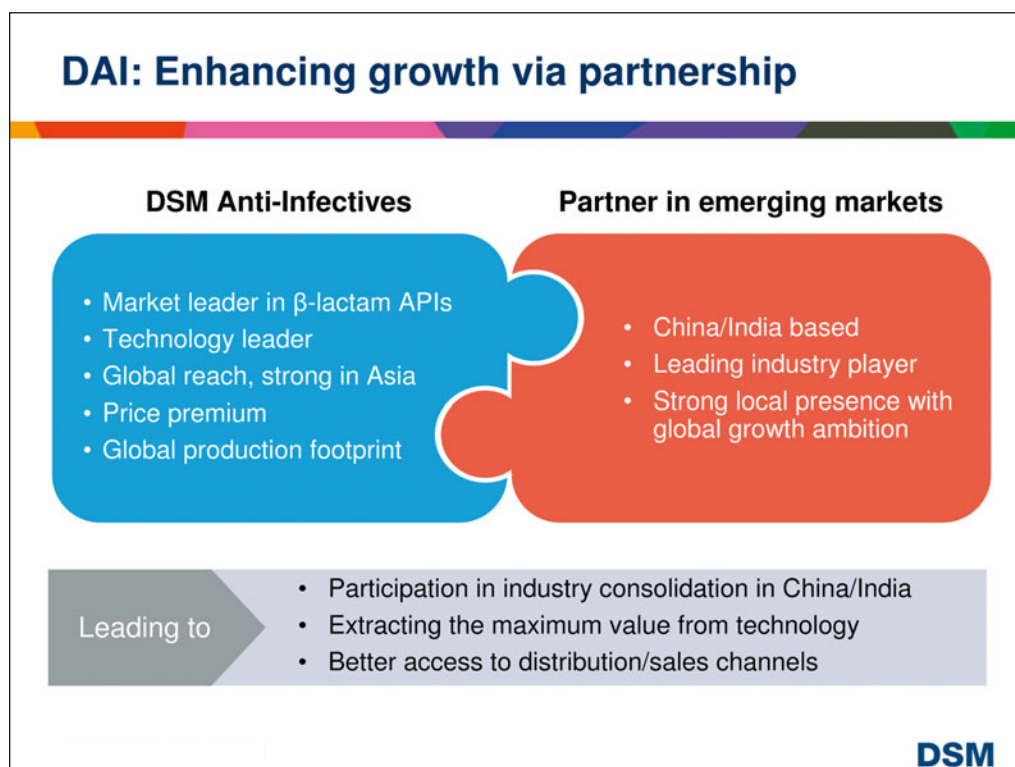 DAI: Enhancing growth via partnership
DSM Anti-Infectives
• Market leader in β-lactam APIs
• Technology leader
• Global reach, strong in Asia
• Price premium
• Global production footprint
Partner in emerging markets
• China/India based
• Leading industry player
• Strong local presence with
global growth ambition
Leading to
• Participation in industry consolidation in China/India
• Extracting the maximum value from technology
• Better access to distribution/sales channels
DSM